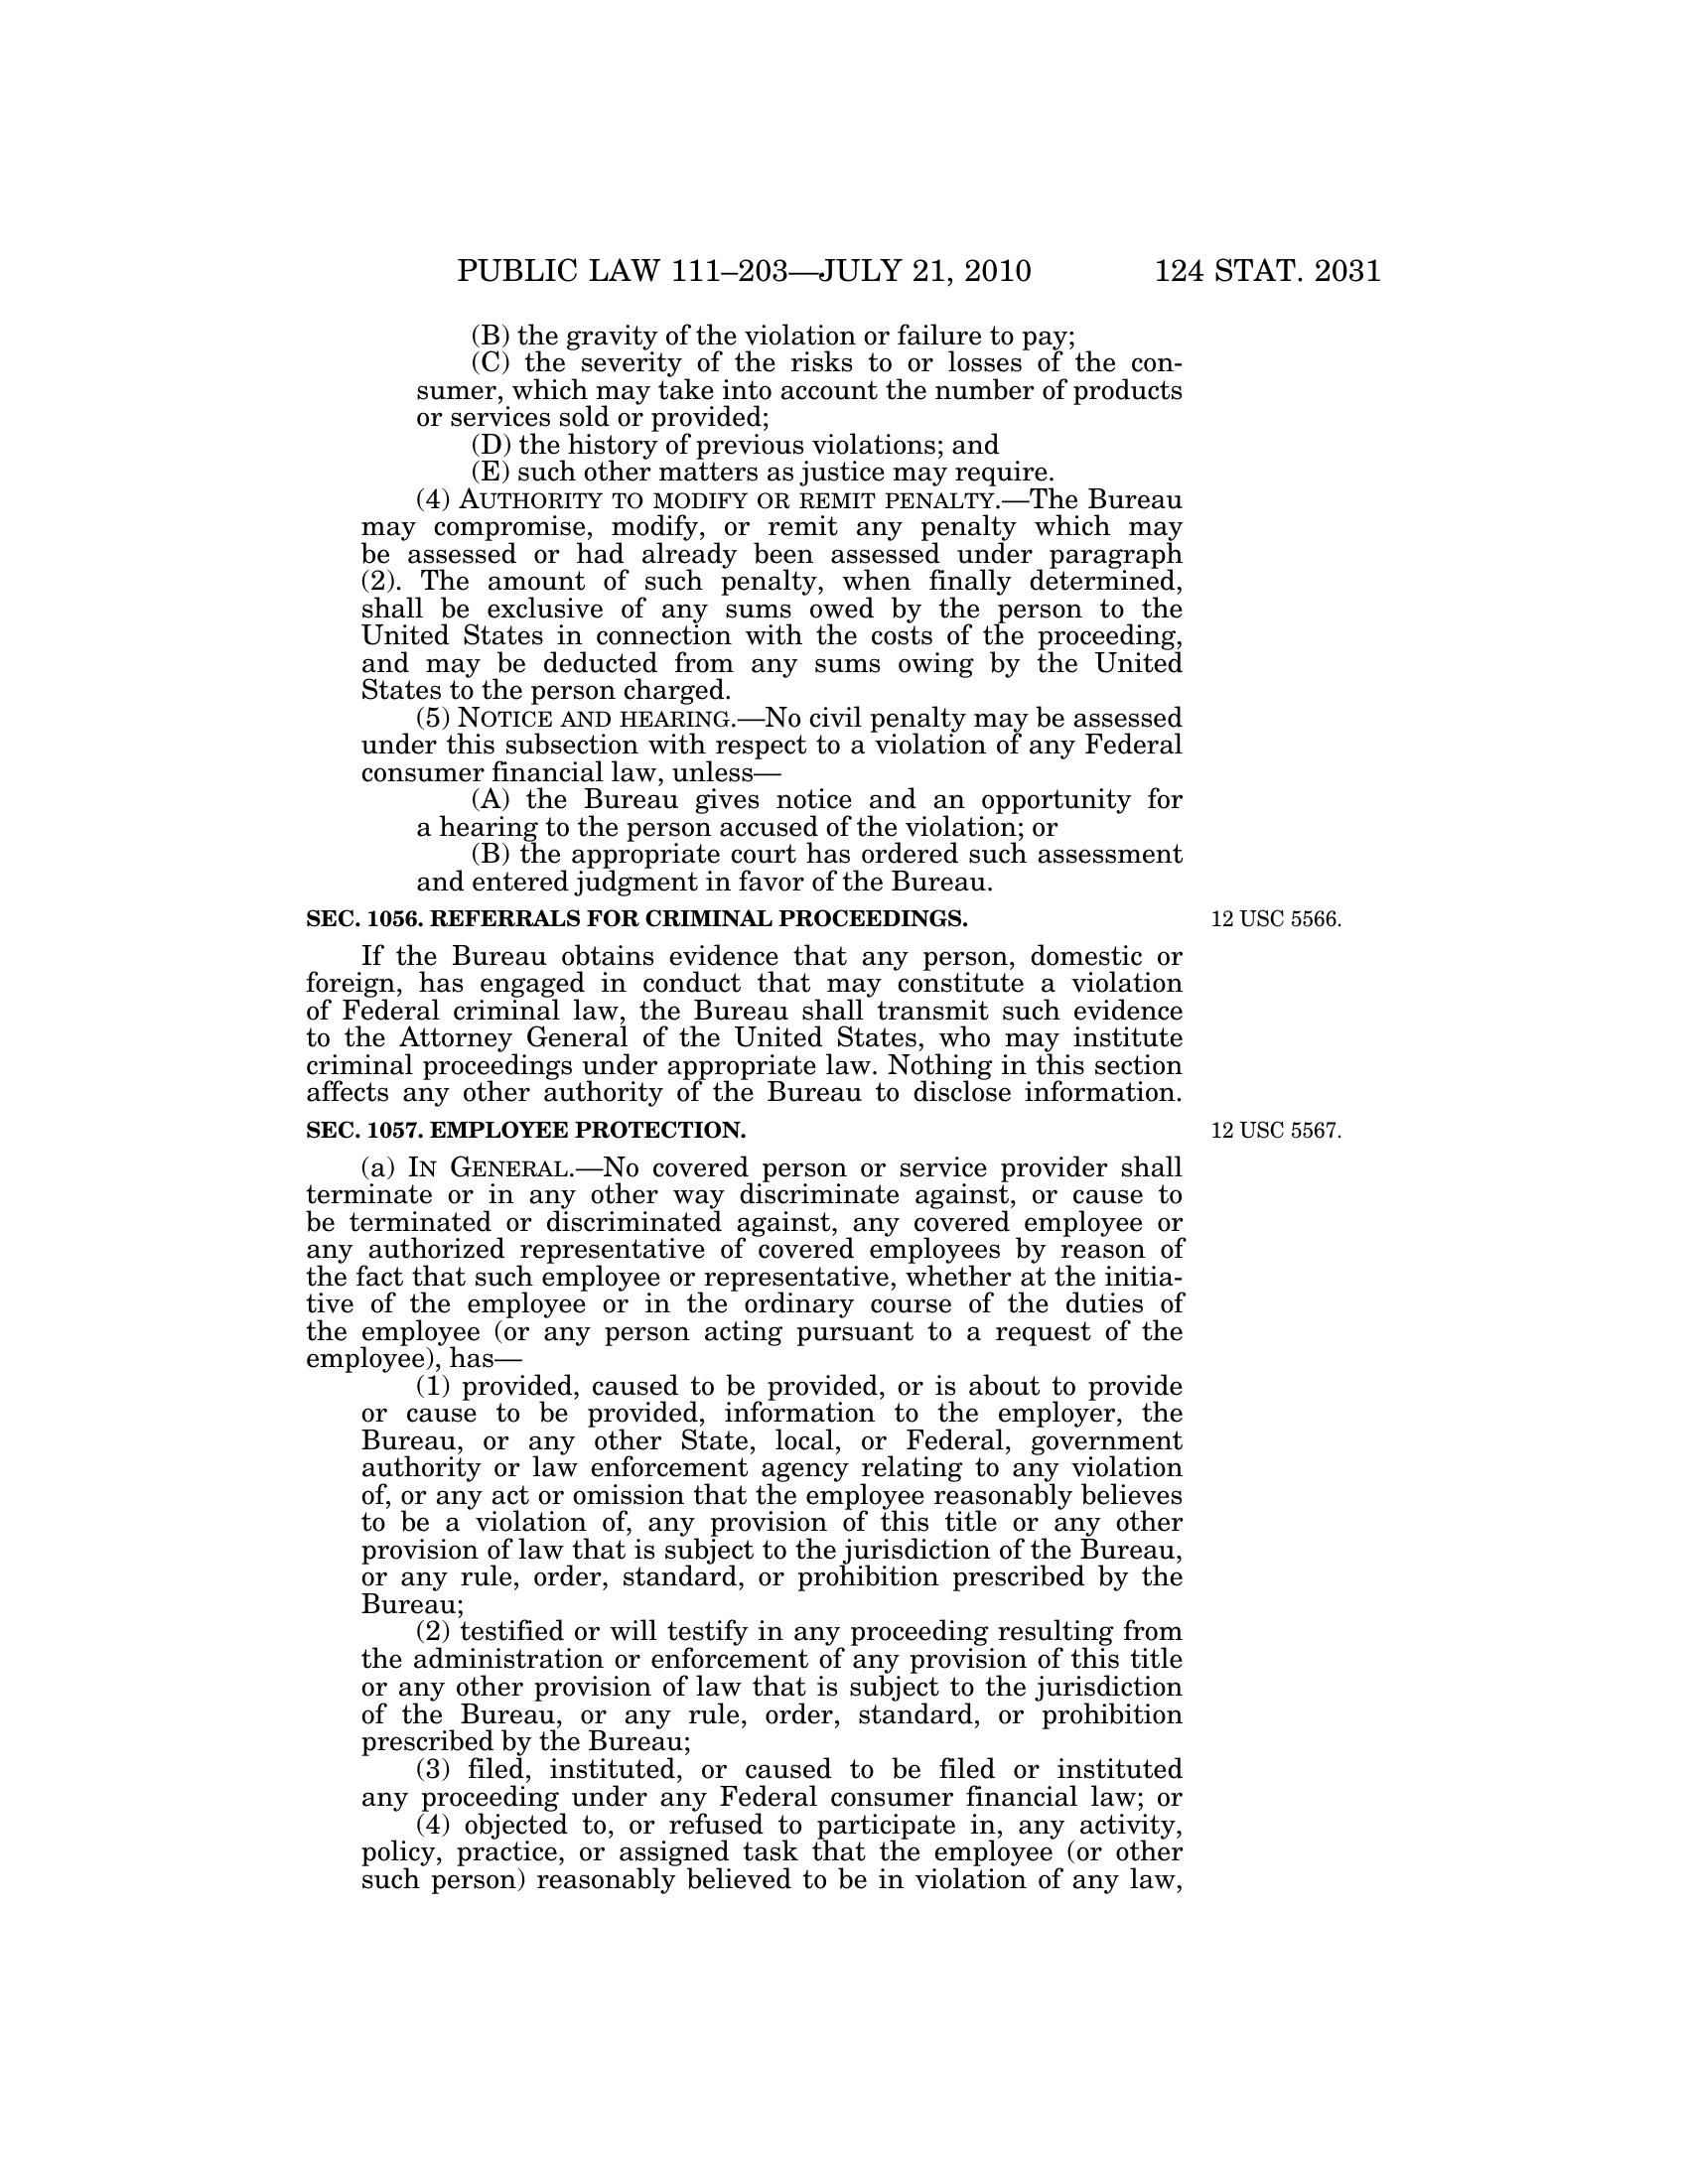 PUBLIC LAW 111–203—JULY 21, 2010 124 STAT. 2031
(B) the gravity of the violation or failure to pay;
(C) the severity of the risks to or losses of the con-
sumer, which may take into account the number of products
or services sold or provided;
(D) the history of previous violations; and
(E) such other matters as justice may require.
(4) AUTHORITY TO MODIFY OR REMIT PENALTY.—The Bureau
may compromise, modify, or remit any penalty which may
be assessed or had already been assessed under paragraph
(2). The amount of such penalty, when finally determined,
shall be exclusive of any sums owed by the person to the
United States in connection with the costs of the proceeding,
and may be deducted from any sums owing by the United
States to the person charged.
(5) NOTICE AND HEARING.—No civil penalty may be assessed
under this subsection with respect to a violation of any Federal
consumer financial law, unless—
(A) the Bureau gives notice and an opportunity for
a hearing to the person accused of the violation; or
(B) the appropriate court has ordered such assessment
and entered judgment in favor of the Bureau.
SEC. 1056. REFERRALS FOR CRIMINAL PROCEEDINGS. 12 USC 5566.
If the Bureau obtains evidence that any person, domestic or
foreign, has engaged in conduct that may constitute a violation
of Federal criminal law, the Bureau shall transmit such evidence
to the Attorney General of the United States, who may institute
criminal proceedings under appropriate law. Nothing in this section
affects any other authority of the Bureau to disclose information.
SEC. 1057. EMPLOYEE PROTECTION. 12 USC 5567.
(a) IN GENERAL.—No covered person or service provider shall
terminate or in any other way discriminate against, or cause to
be terminated or discriminated against, any covered employee or
any authorized representative of covered employees by reason of
the fact that such employee or representative, whether at the initia-
tive of the employee or in the ordinary course of the duties of
the employee (or any person acting pursuant to a request of the
employee), has—
(1) provided, caused to be provided, or is about to provide
or cause to be provided, information to the employer, the
Bureau, or any other State, local, or Federal, government
authority or law enforcement agency relating to any violation
of, or any act or omission that the employee reasonably believes
to be a violation of, any provision of this title or any other
provision of law that is subject to the jurisdiction of the Bureau,
or any rule, order, standard, or prohibition prescribed by the
Bureau;
(2) testified or will testify in any proceeding resulting from
the administration or enforcement of any provision of this title
or any other provision of law that is subject to the jurisdiction
of the Bureau, or any rule, order, standard, or prohibition
prescribed by the Bureau;
(3) filed, instituted, or caused to be filed or instituted
any proceeding under any Federal consumer financial law; or
(4) objected to, or refused to participate in, any activity,
policy, practice, or assigned task that the employee (or other
such person) reasonably believed to be in violation of any law,